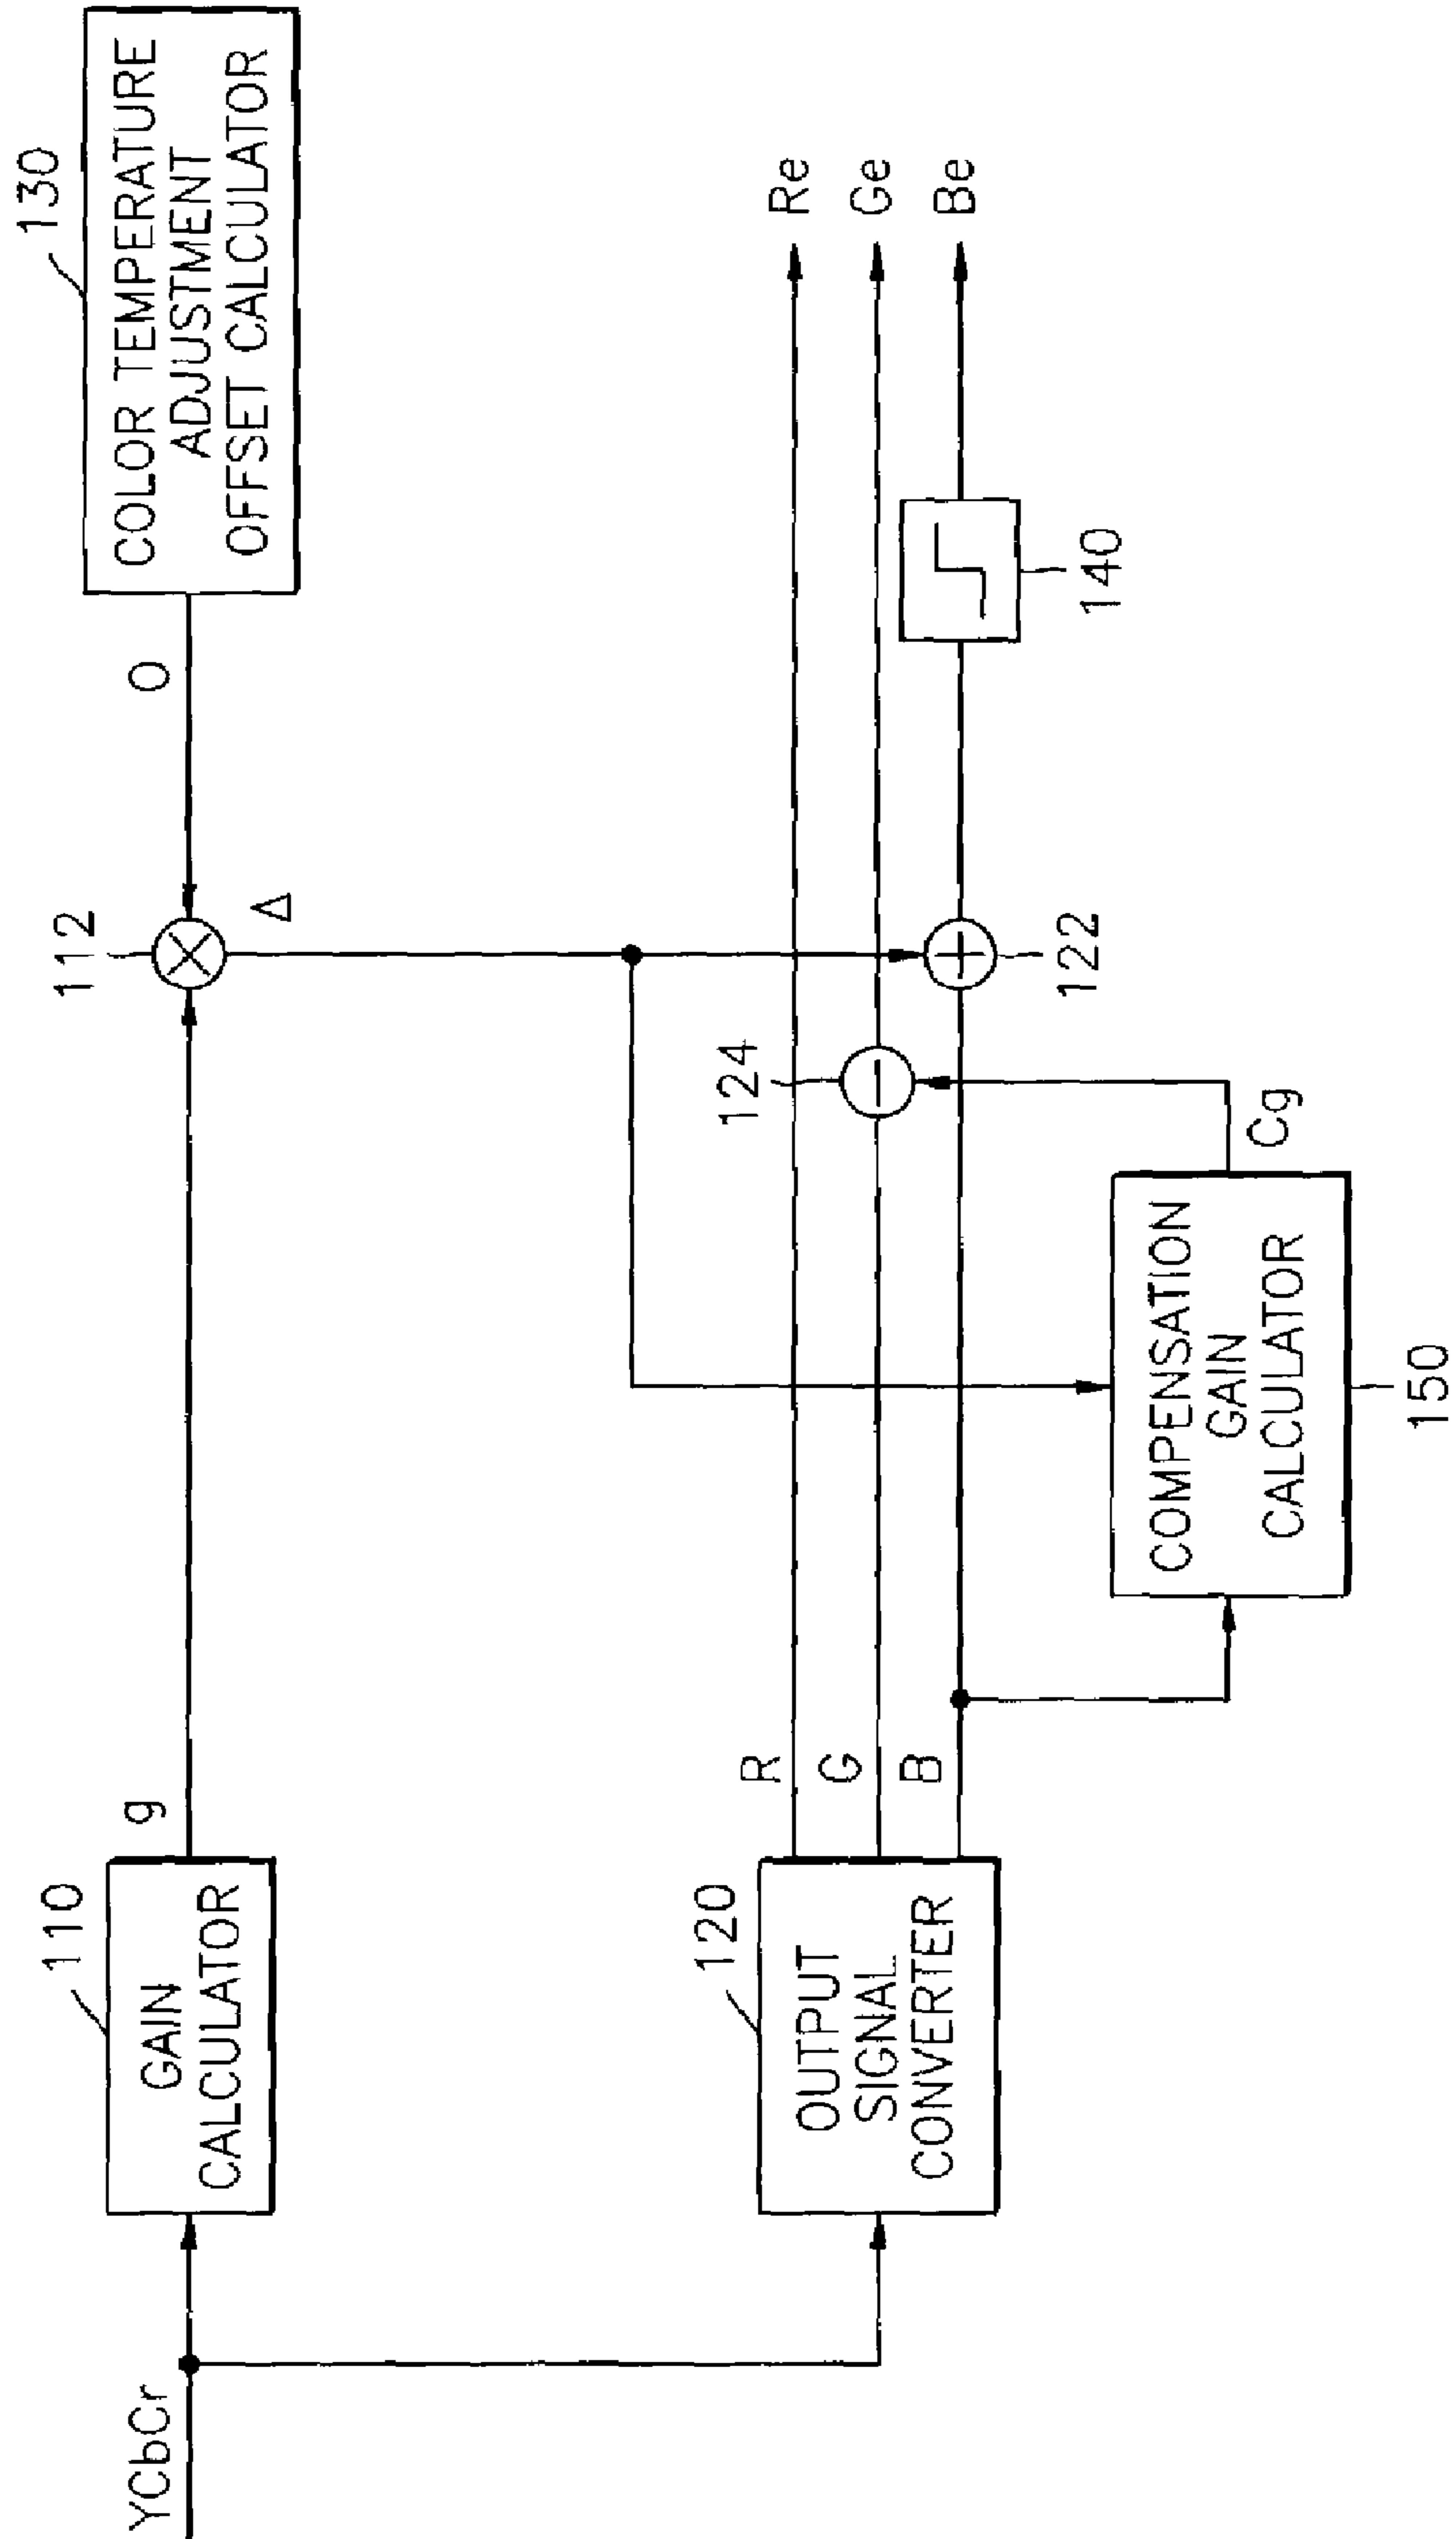 YCbCr
110
GAIN
CALCULATOR
g
112
O
130
COLOR TEMPERATURE
ADJUSTMENT
OFFSET CALCULATOR
Δ
120
OUTPUT
SIGNAL
CONVERTER
R
G
B
124
122
140
Re
Ge
Be
COMPENSATION
GAIN
CALCULATOR
Cg
150